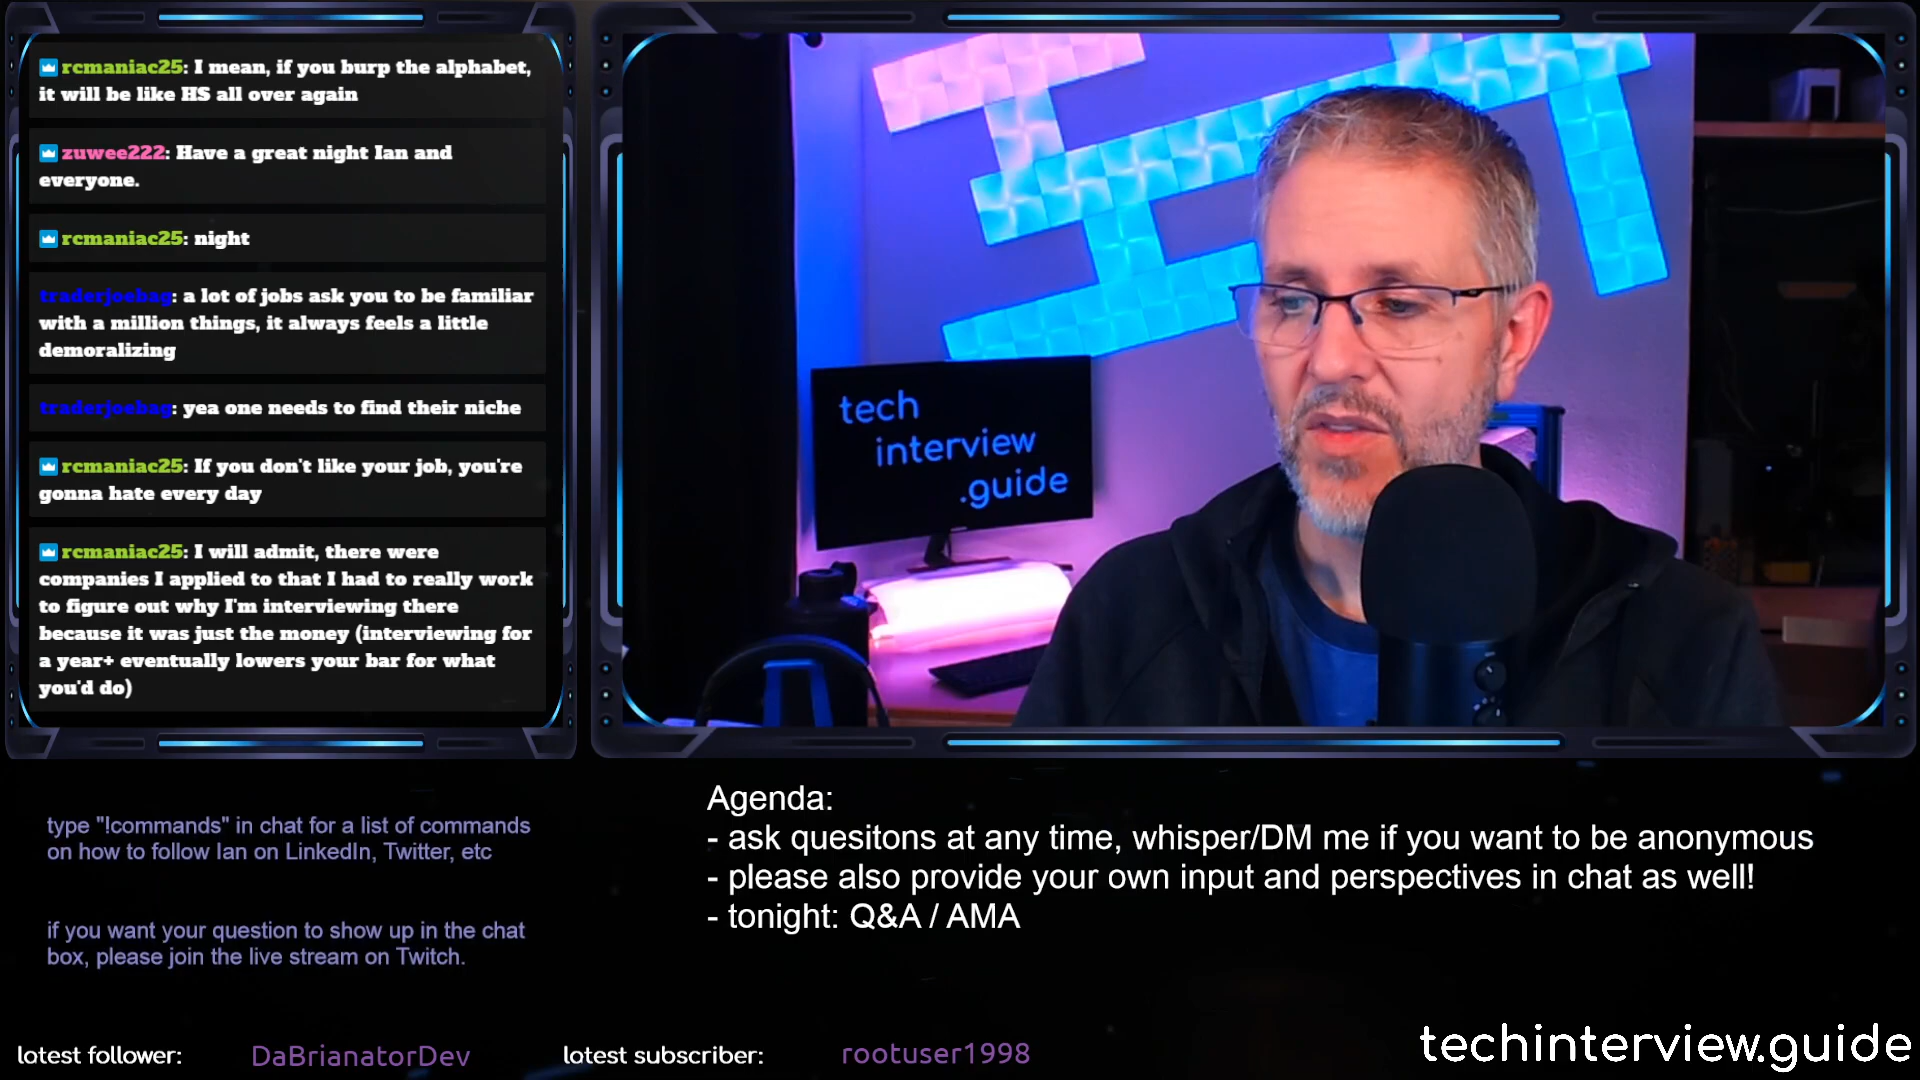 rcmaniac25: I mean, if you burp the alphabet,
it will be like HS all over again
zuwee222: Have a great night Ian and
everyone.
rcmaniac25: night
traderjoebag: a lot of jobs ask you to be familiar
with a million things, it always feels a little
demoralizing
traderjoebag: yea one needs to find their niche
rcmaniac25: If you don't like your job, you're
gonna hate every day
rcmaniac25: I will admit, there were
companies I applied to that I had to really work
to figure out why I'm interviewing there
because it was just the money (interviewing for
a year+ eventually lowers your bar for what
you'd do)
tech
interview
.guide
type "!commands" in chat for a list of commands
on how to follow Ian on LinkedIn, Twitter, etc
if you want your question to show up in the chat
box, please join the live stream on Twitch.
Agenda:
- ask quesitons at any time, whisper/DM me if you want to be anonymous
- please also provide your own input and perspectives in chat as well!
- tonight: Q&A / AMA
latest follower: DaBrianatorDev
latest subscriber: rootuser1998
techinterview.guide